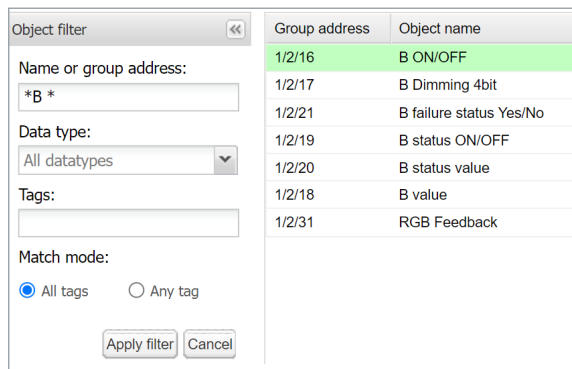 Object filter
Name or group address:
*B *
Data type:
All datatypes
Tags:
Match mode:
All tags Any tag
Apply filter Cancel
Group address Object name
1/2/16 B ON/OFF
1/2/17 B Dimming 4bit
1/2/21 B failure status Yes/No
1/2/19 B status ON/OFF
1/2/20 B status value
1/2/18 B value
1/2/31 RGB Feedback